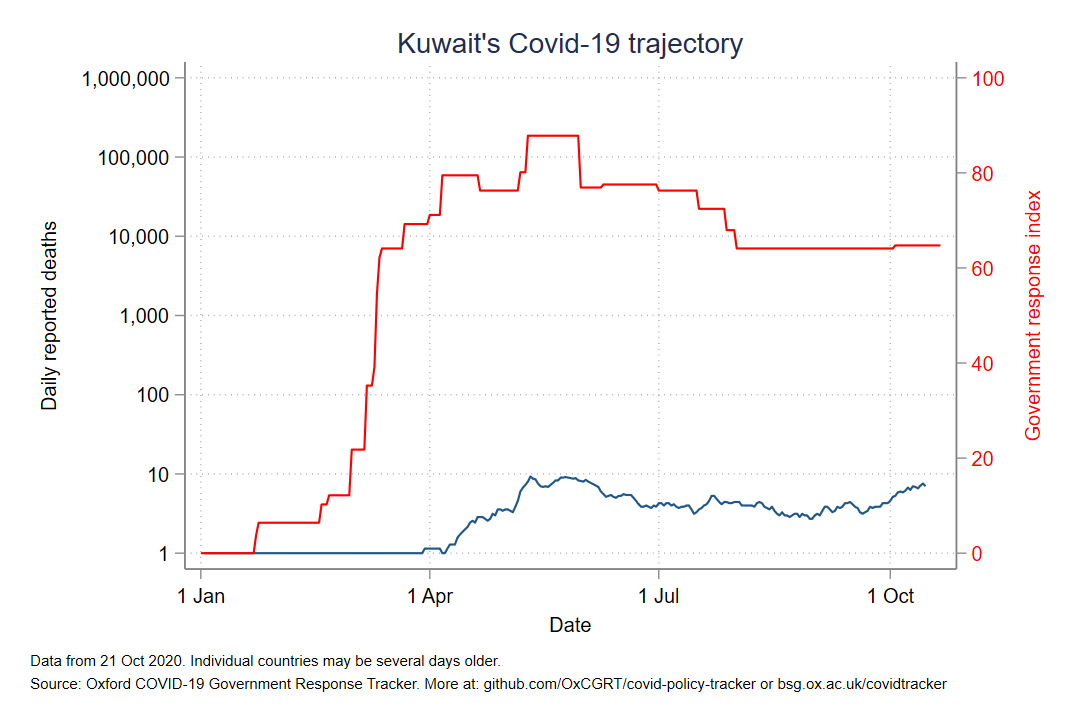 Kuwait's Covid-19 trajectory
1,000,000
100,000
10,000
1,000
100
10
1
Daily reported deaths
100
80
60
40
20
0
Government response index
1 Jan
1 Apr
1 Jul
1 Oct
Date
Data from 21 Oct 2020. Individual countries may be several days older.
Source: Oxford COVID-19 Government Response Tracker. More at: github.com/OxCGRT/covid-policy-tracker or bsg.ox.ac.uk/covidtracker